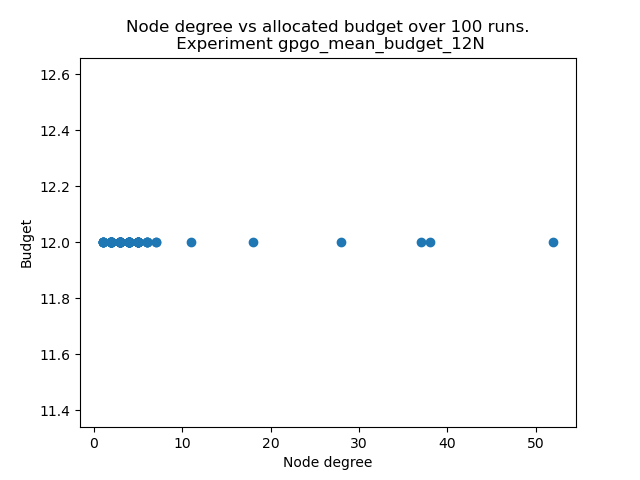 Node degree vs allocated budget over 100 runs.
Experiment gpgo_mean_budget_12N
12.6
12.4
12.2
12.0
11.8
11.6
11.4
Budget
0 10 20 30 40 50
Node degree